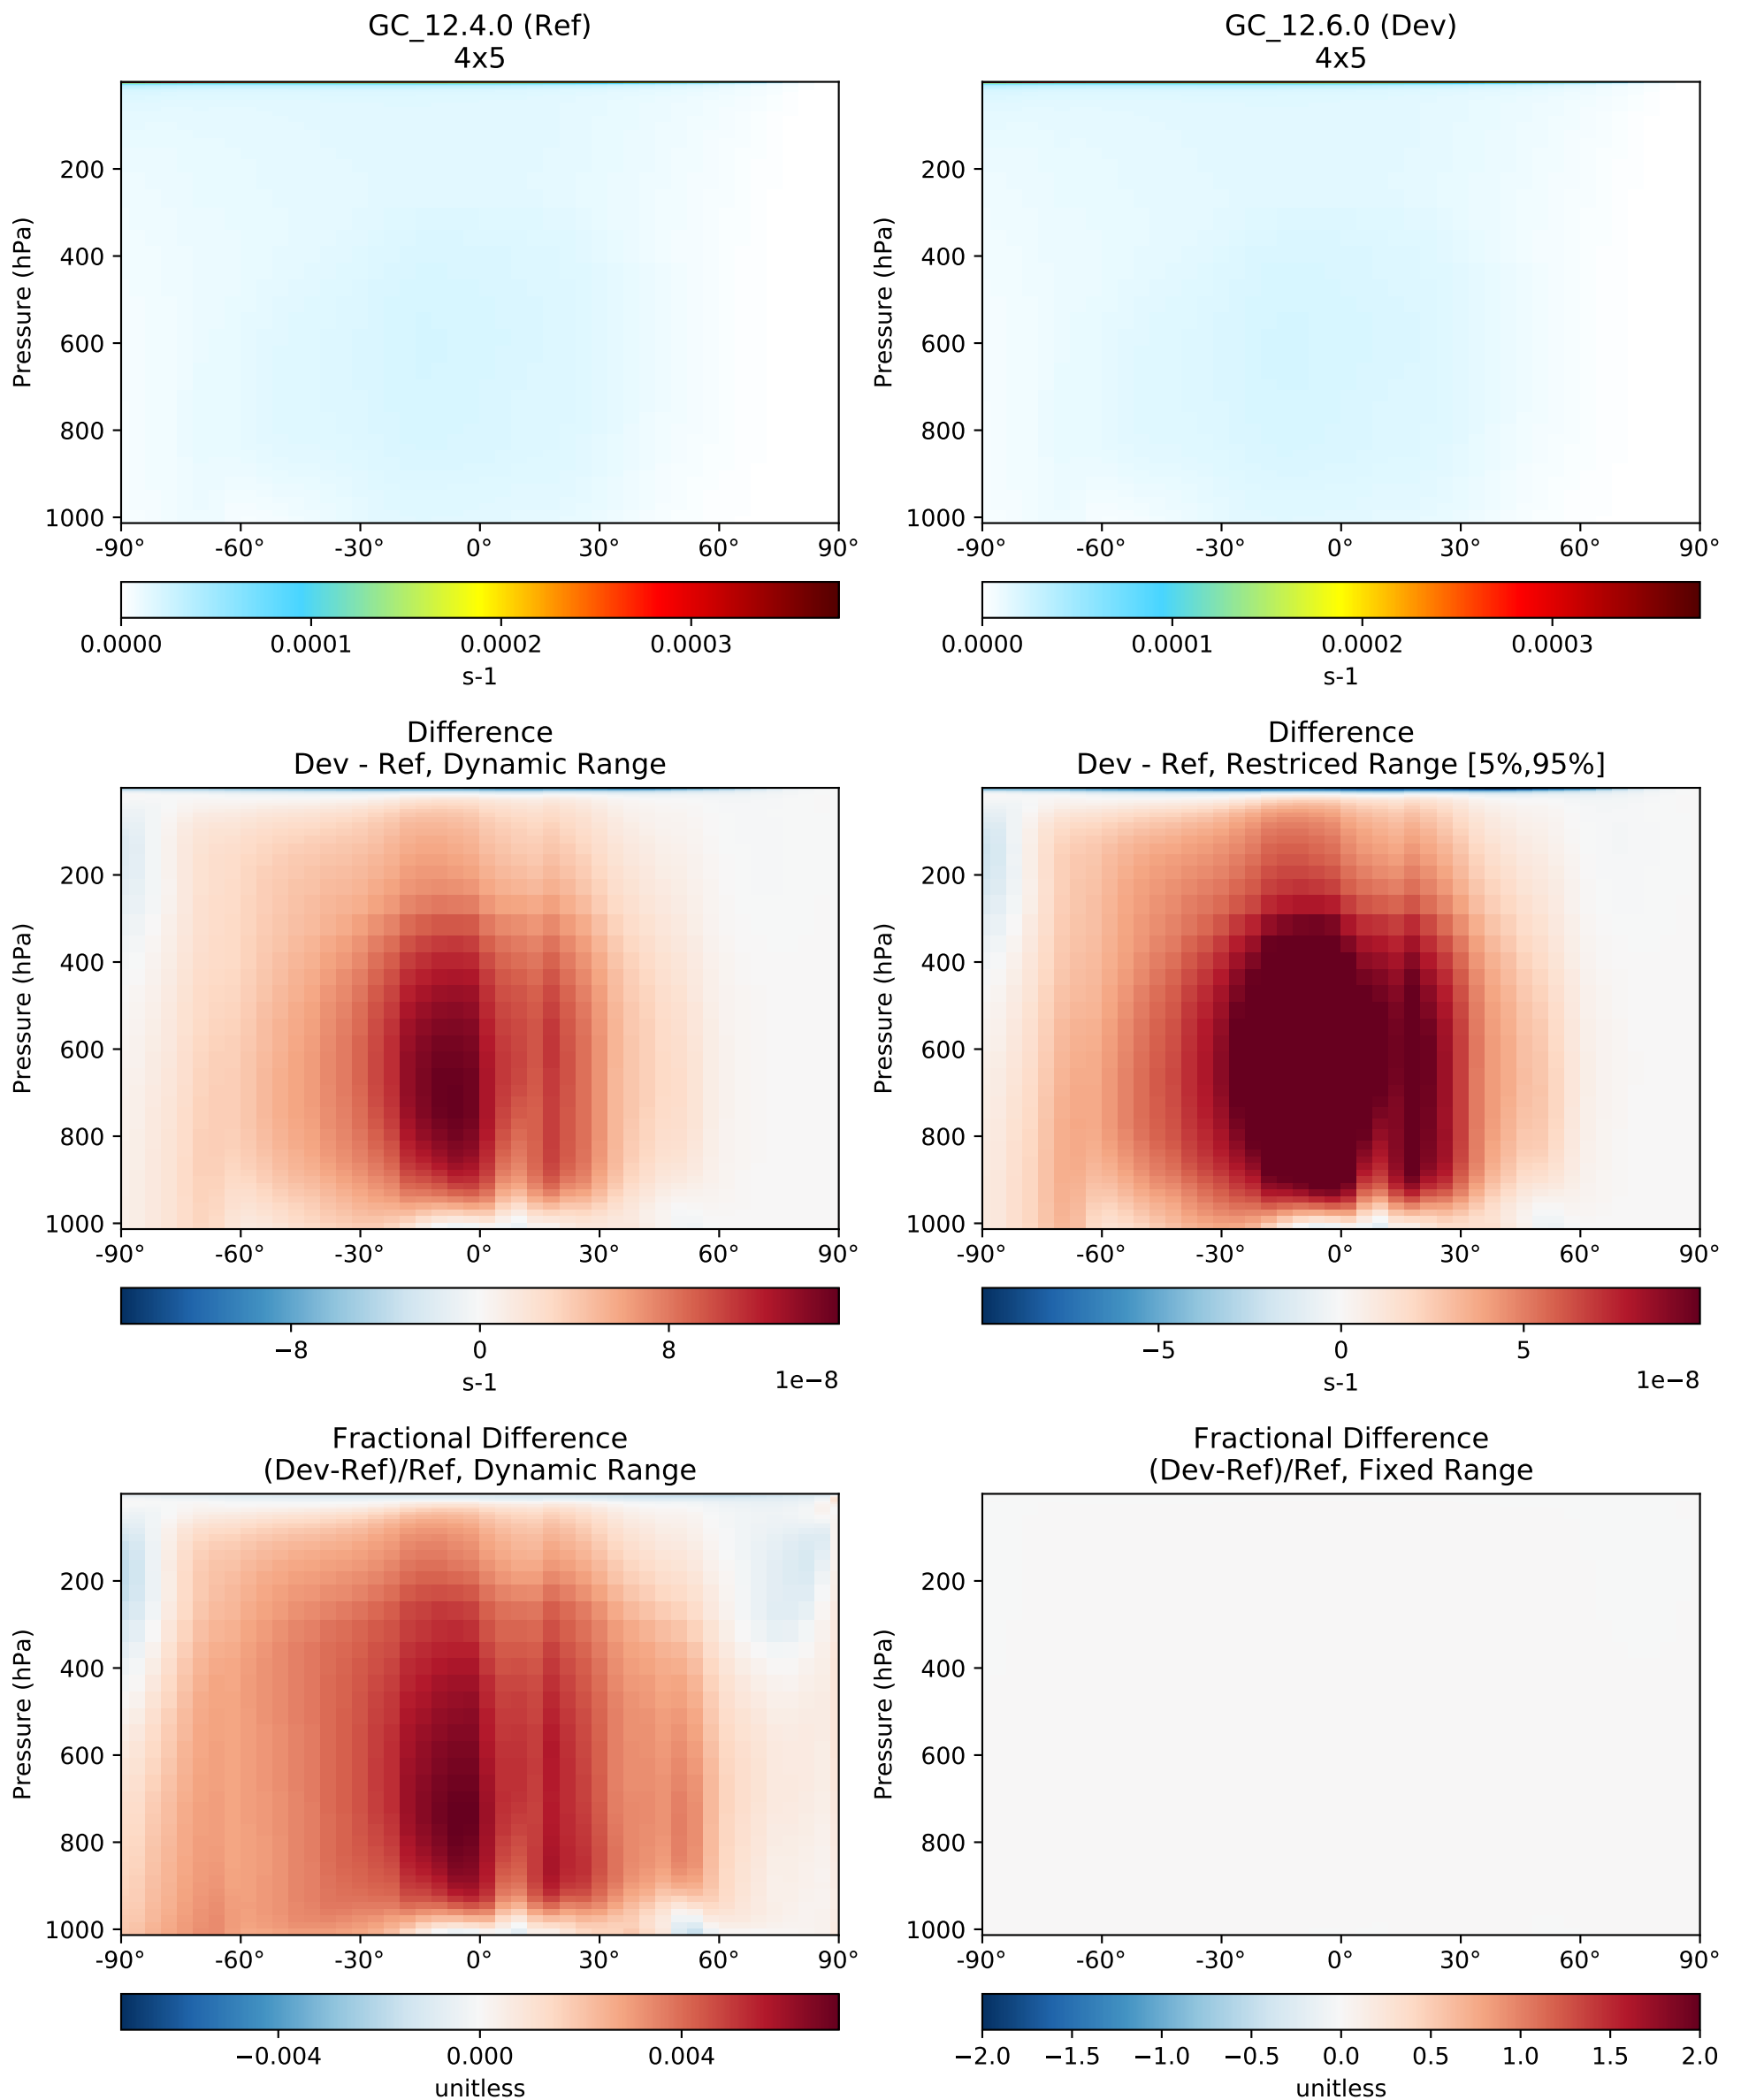 GC_12.4.0 (Ref)
4x5
Pressure (hPa)
200
400
600
800
1000
-90° -60° -30° 0° 30° 60° 90°
0.0000 0.0001 0.0002 0.0003
s-1
GC_12.6.0 (Dev)
4x5
Pressure (hPa)
200
400
600
800
1000
-90° -60° -30° 0° 30° 60° 90°
0.0000 0.0001 0.0002 0.0003
s-1
Difference
Dev - Ref, Dynamic Range
Pressure (hPa)
200
400
600
800
1000
-90° -60° -30° 0° 30° 60° 90°
−8 0 8
s-1 1e−8
Difference
Dev - Ref, Restriced Range [5%,95%]
Pressure (hPa)
200
400
600
800
1000
-90° -60° -30° 0° 30° 60° 90°
−5 0 5
s-1 1e−8
Fractional Difference
(Dev-Ref)/Ref, Dynamic Range
Pressure (hPa)
200
400
600
800
1000
-90° -60° -30° 0° 30° 60° 90°
−0.004 0.000 0.004
unitless
Fractional Difference
(Dev-Ref)/Ref, Fixed Range
Pressure (hPa)
200
400
600
800
1000
-90° -60° -30° 0° 30° 60° 90°
−2.0 −1.5 −1.0 −0.5 0.0 0.5 1.0 1.5 2.0
unitless